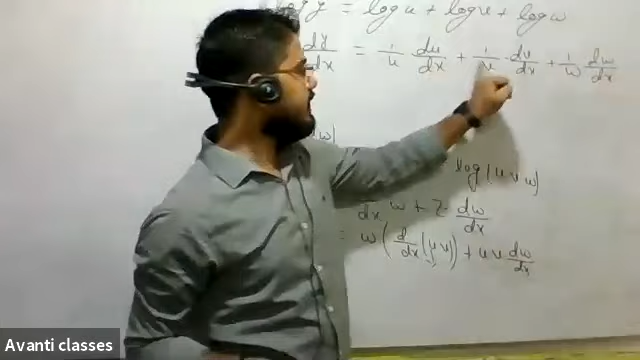 log y = log u + log v + log w
dy/dx = 1/u · du/dx + 1/v · dv/dx + 1/w dw/dx
log (u v w)
/dx w + z · dw/dx
= w ( d/dx (u v) ) + u v dw/dx
Avanti classes